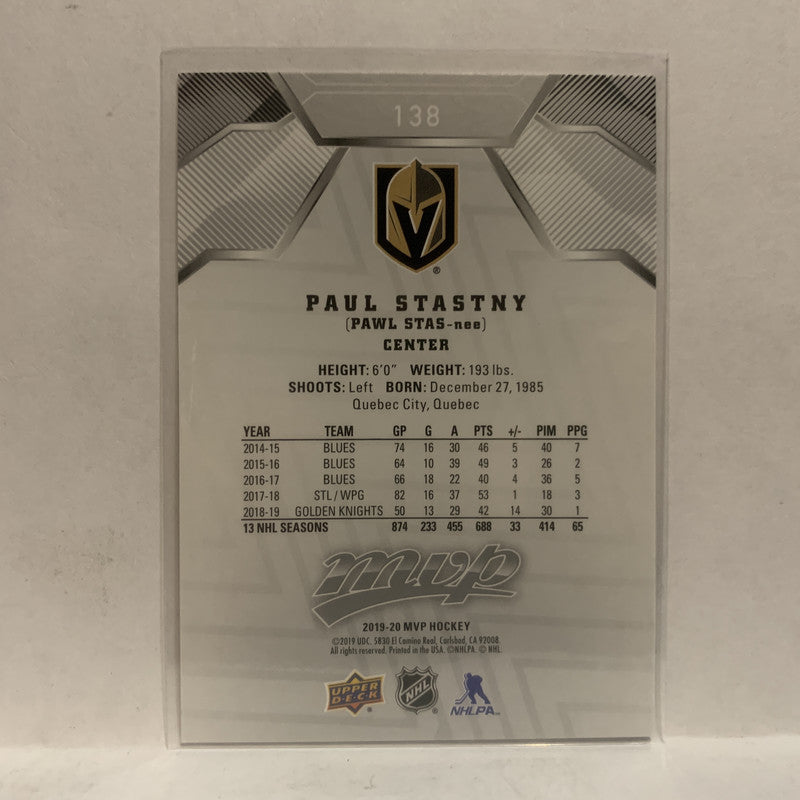 138
®
PAUL STASTNY
(PAWL STAS-nee)
CENTER
HEIGHT: 6'0" WEIGHT: 193 lbs.
SHOOTS: Left BORN: December 27, 1985
Quebec City, Quebec
YEAR TEAM GP G A PTS +/- PIM PPG
2014-15 BLUES 74 16 30 46 5 40 7
2015-16 BLUES 64 10 39 49 3 26 2
2016-17 BLUES 66 18 22 40 4 36 5
2017-18 STL / WPG 82 16 37 53 1 18 3
2018-19 GOLDEN KNIGHTS 50 13 29 42 14 30 1
13 NHL SEASONS 874 233 455 688 33 414 65
mvp
2019-20 MVP HOCKEY
©2019 UDC. 5830 El Camino Real, Carlsbad, CA 92008.
All rights reserved. Printed in the USA. ©NHLPA. © NHL.
UPPER DECK ® NHL ® NHLPA